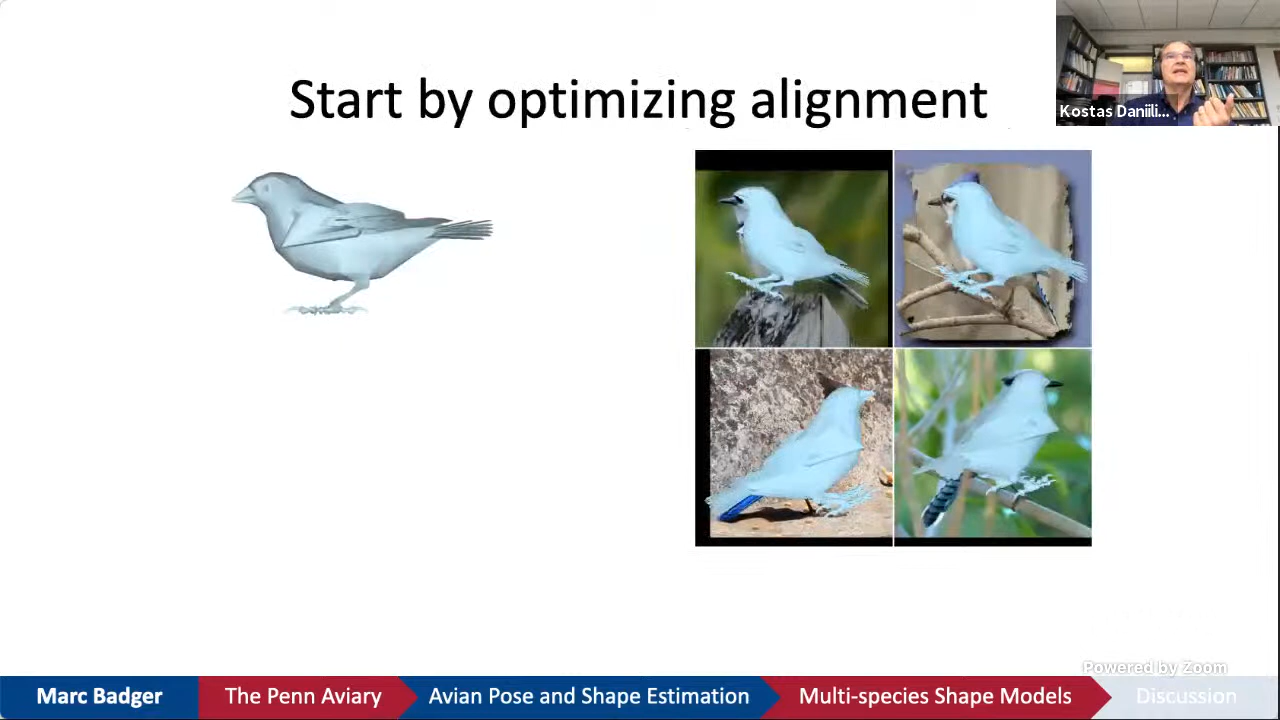 Start by optimizing alignment
Kostas Daniili...
Powered by Zoom
Marc Badger
The Penn Aviary
Avian Pose and Shape Estimation
Multi-species Shape Models
Discussion